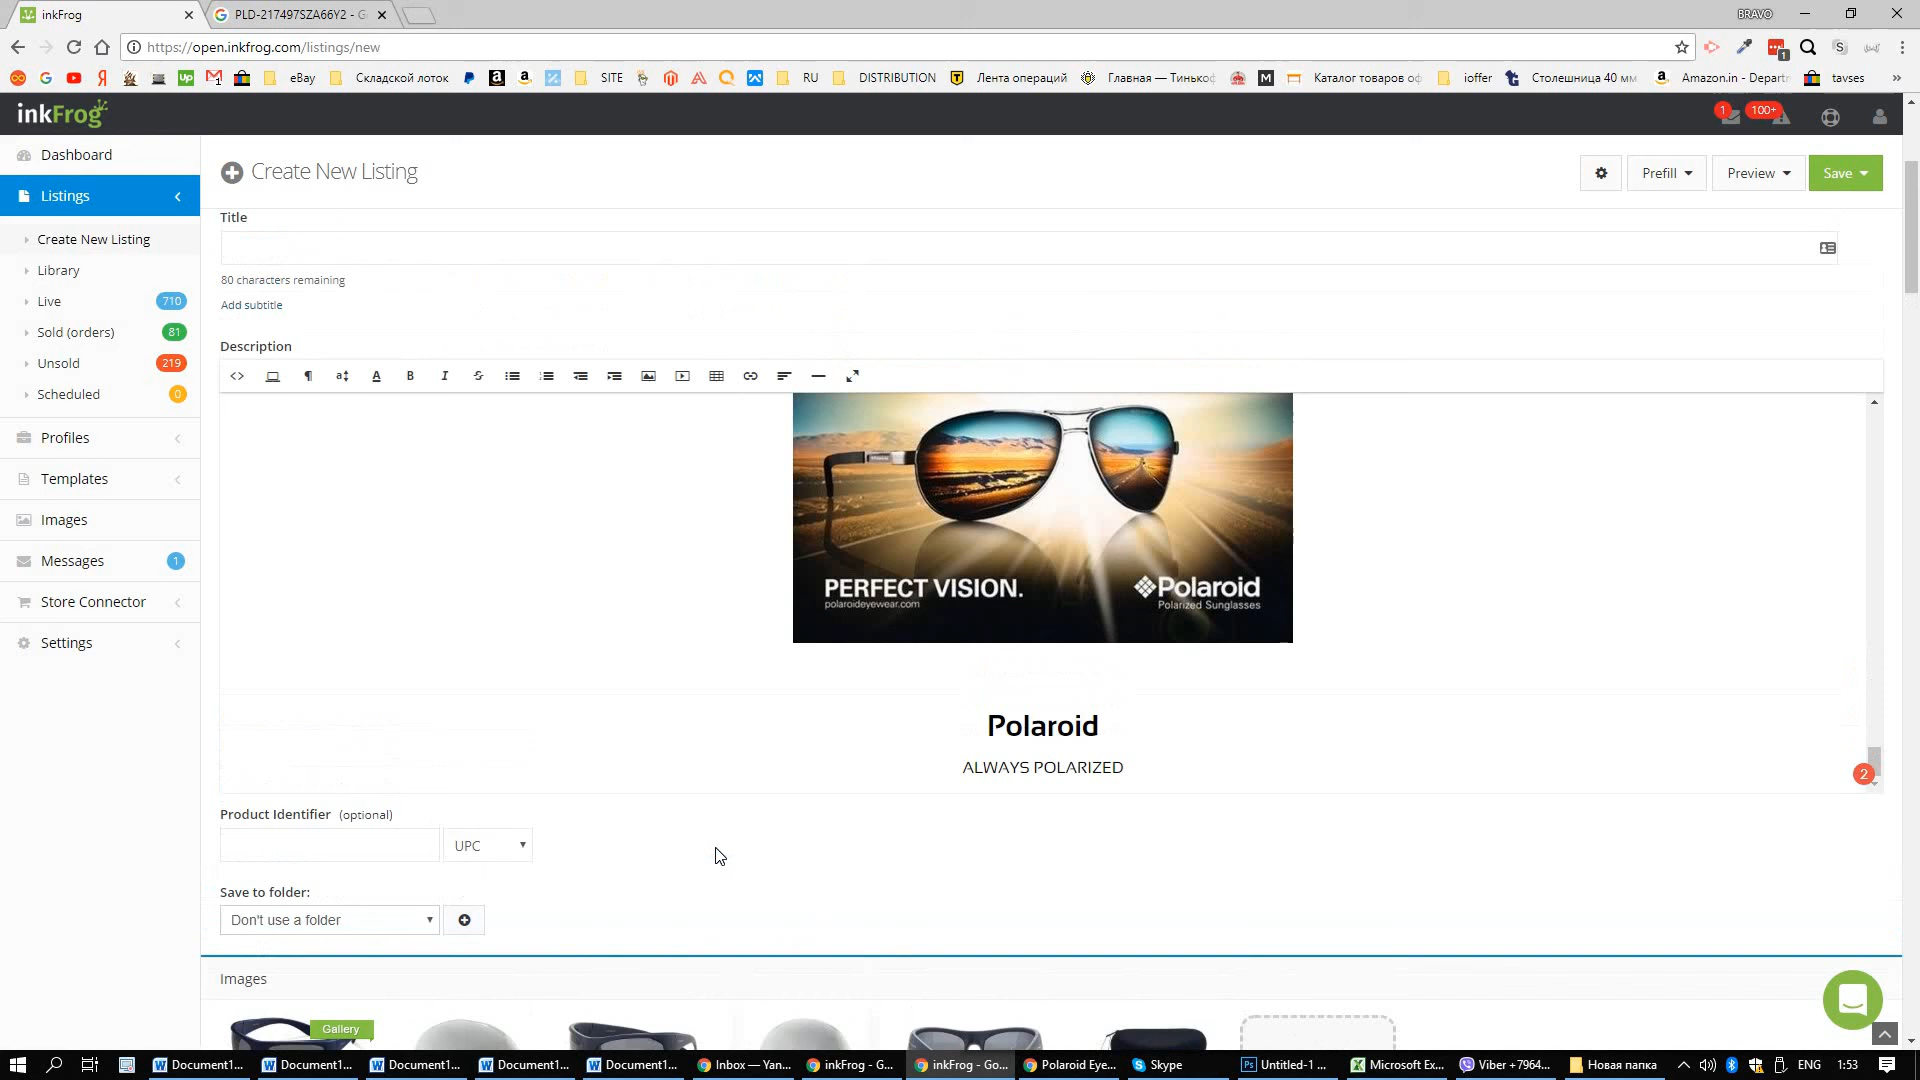 inkFrog
PLD-217497SZA66Y2 - G
BRAVO
https://open.inkfrog.com/listings/new
eBay
Складской лоток
SITE
RU
DISTRIBUTION
Лента операций
Главная — Тинько
Каталог товаров
ioffer
Столешница 40 мм
Amazon.in - Depart
tavses
inkFrog
1
100+
Dashboard
Listings
Create New Listing
Library
Live 710
Sold (orders) 81
Unsold 219
Scheduled 0
Profiles
Templates
Images
Messages 1
Store Connector
Settings
Create New Listing
Prefill
Preview
Save
Title
80 characters remaining
Add subtitle
Description
PERFECT VISION.
polaroideyewear.com
Polaroid
Polarized Sunglasses
Polaroid
ALWAYS POLARIZED
2
Product Identifier (optional)
UPC
Save to folder:
Don't use a folder
Images
Gallery
Document1...
Document1...
Document1...
Document1...
Document1...
Inbox — Yan...
inkFrog - G...
inkFrog - Go...
Polaroid Eye...
Skype
Untitled-1 ...
Microsoft Ex...
Viber +7964...
Новая папка
ENG
1:53